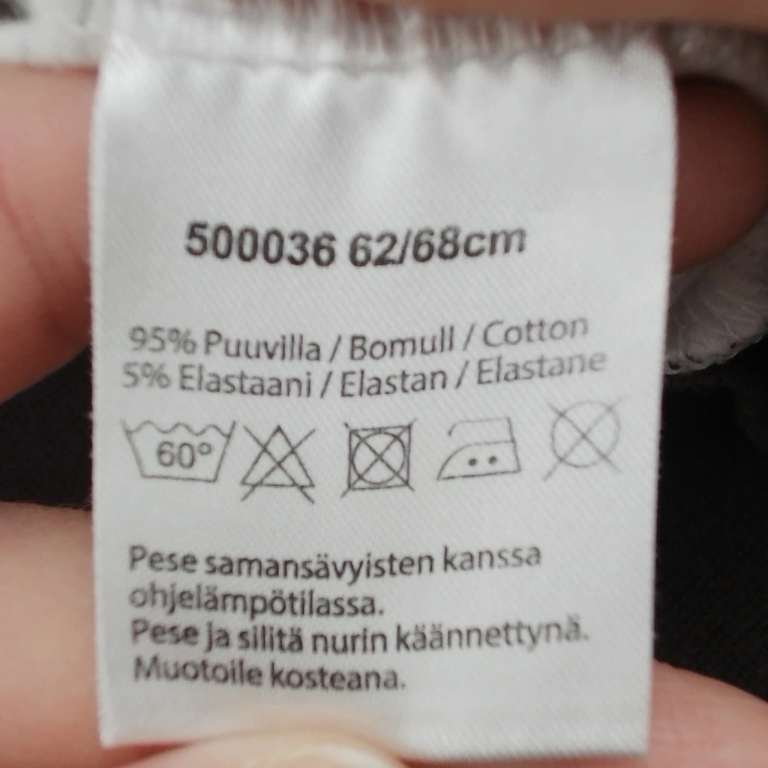 500036 62/68cm
95% Puuvilla / Bomull / Cotton
5% Elastaani / Elastan / Elastane
60°
Pese samansävyisten kanssa
ohjelämpötilassa.
Pese ja silitä nurin käännettynä.
Muotoile kosteana.